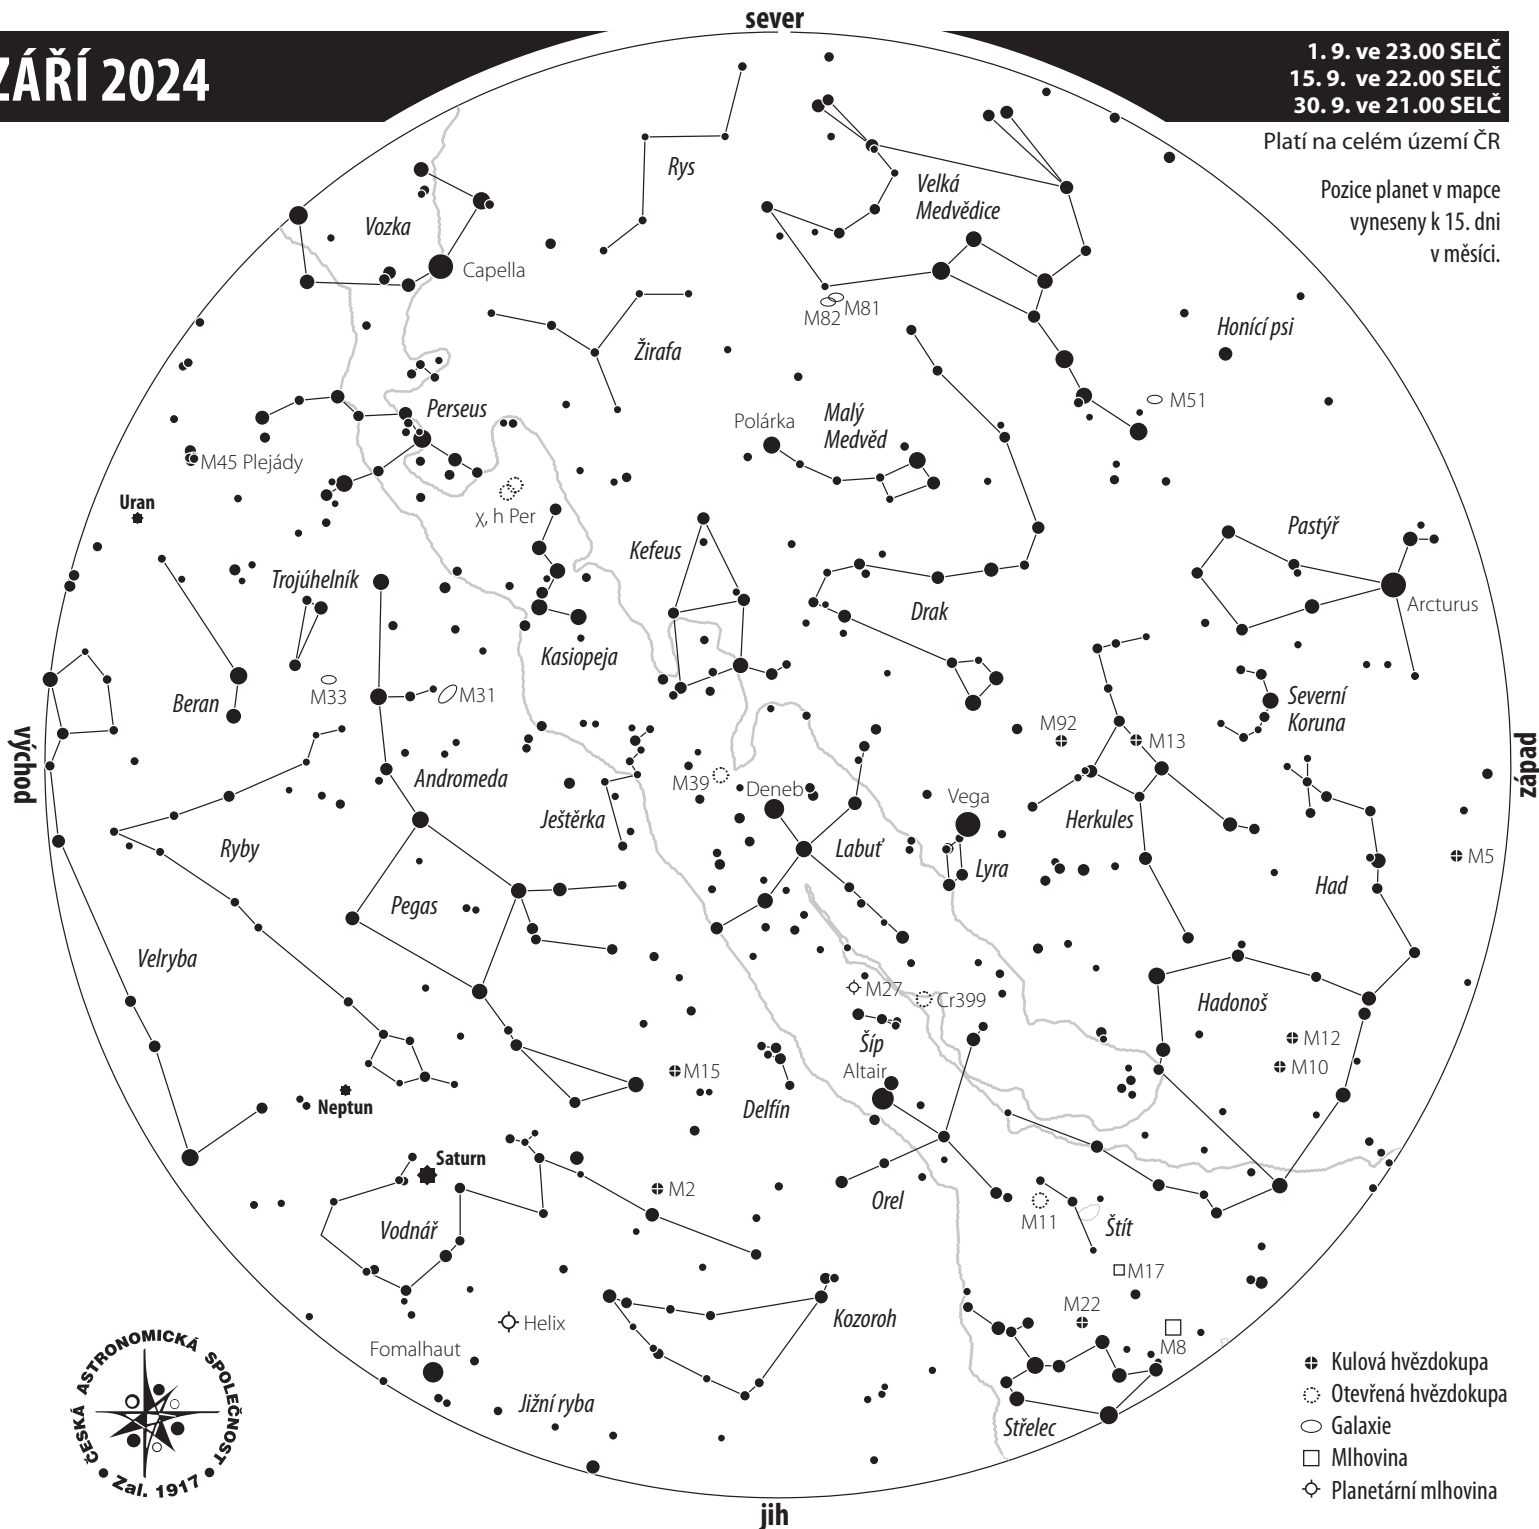 sever
ZÁŘÍ 2024
1. 9. ve 23.00 SELČ
15. 9. ve 22.00 SELČ
30. 9. ve 21.00 SELČ
Platí na celém území ČR
Pozice planet v mapce
vyneseny k 15. dni
v měsíci.
Rys
Velká
Medvědice
Vozka
Capella
M81
M82
Honící psi
Žirafa
M51
Perseus
Polárka
Malý
Medvěd
M45 Plejády
Uran
χ, h Per
Pastýř
Kefeus
Trojúhelník
Drak
Arcturus
Kasiopeja
M33
M31
Beran
Severní
Koruna
M92
M13
východ
západ
Andromeda
M39
Deneb
Vega
Ještěrka
Herkules
Ryby
Labuť
M5
Lyra
Had
Pegas
Velryba
M27
Cr399
Hadonoš
Šíp
M12
M10
Altair
M15
Neptun
Delfín
Saturn
M2
Orel
M11
Štít
Vodnář
M17
M22
Helix
Kozoroh
M8
Fomalhaut
Jižní ryba
Střelec
Kulová hvězdokupa
Otevřená hvězdokupa
Galaxie
Mlhovina
Planetární mlhovina
ČESKÁ ASTRONOMICKÁ SPOLEČNOST
Zal. 1917
jih